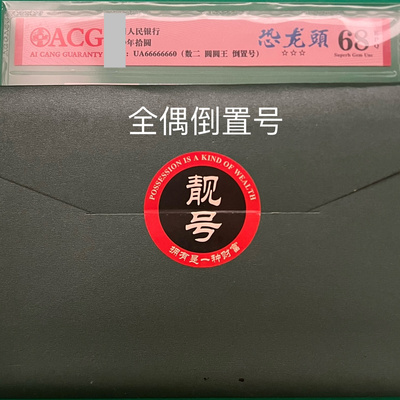 ACG
AI CANG GUARANTY
人民银行
年拾圆
: UA66666660 (数二 圆圆王 倒置号)
恐龙頭
☆☆☆
68
Superb Gem Unc
全偶倒置号
POSSESSION IS A KIND OF WEALTH
靓号
拥有是一种财富